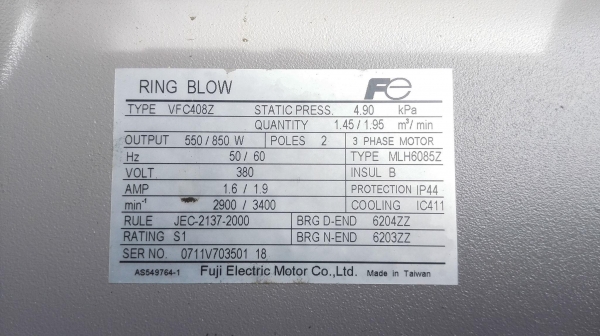 RING BLOW Fe
TYPE VFC408Z STATIC PRESS. 4.90 kPa
QUANTITY 1.45 / 1.95 m³/ min
OUTPUT 550 / 850 W POLES 2 3 PHASE MOTOR
Hz 50 / 60 TYPE MLH6085Z
VOLT. 380 INSUL B
AMP 1.6 / 1.9 PROTECTION IP44
min⁻¹ 2900 / 3400 COOLING IC411
RULE JEC-2137-2000 BRG D-END 6204ZZ
RATING S1 BRG N-END 6203ZZ
SER NO. 0711V703501 18
AS549764-1 Fuji Electric Motor Co.,Ltd. Made in Taiwan